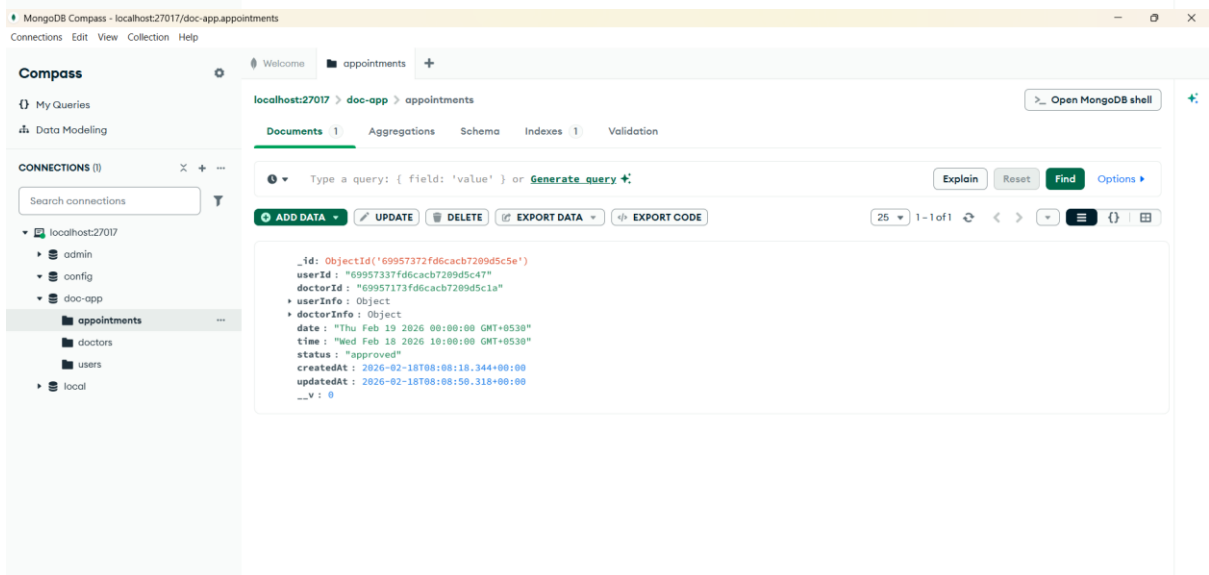 MongoDB Compass - localhost:27017/doc-app.appointments
Connections Edit View Collection Help
Compass
{} My Queries
Data Modeling
CONNECTIONS (1)
Search connections
localhost:27017
admin
config
doc-app
appointments
doctors
users
local
Welcome
appointments
localhost:27017 > doc-app > appointments
>_ Open MongoDB shell
Documents 1 Aggregations Schema Indexes 1 Validation
Type a query: { field: 'value' } or Generate query
Explain Reset Find Options
ADD DATA UPDATE DELETE EXPORT DATA EXPORT CODE
25 1-1 of 1 {}
_id: ObjectId('69957372fd6cacb7209d5c5e')
userId : "69957337fd6cacb7209d5c47"
doctorId : "69957173fd6cacb7209d5c1a"
userInfo : Object
doctorInfo : Object
date : "Thu Feb 19 2026 00:00:00 GMT+0530"
time : "Wed Feb 18 2026 10:00:00 GMT+0530"
status : "approved"
createdAt : 2026-02-18T08:08:18.344+00:00
updatedAt : 2026-02-18T08:08:50.318+00:00
__v : 0